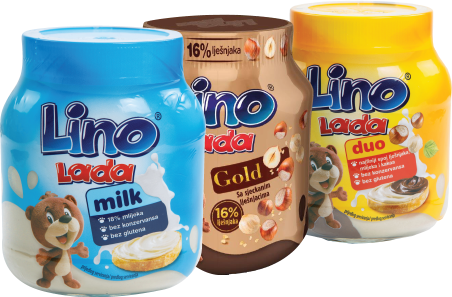 Lino
Lada
milk
18% mlijeka
bez konzervansa
bez glutena
16% lješnjaka
Lino
Lada
Gold
Sa sjeckanim
lješnjacima
16%
lješnjaka
Lino
Lada
duo
bez konzervansa
bez glutena